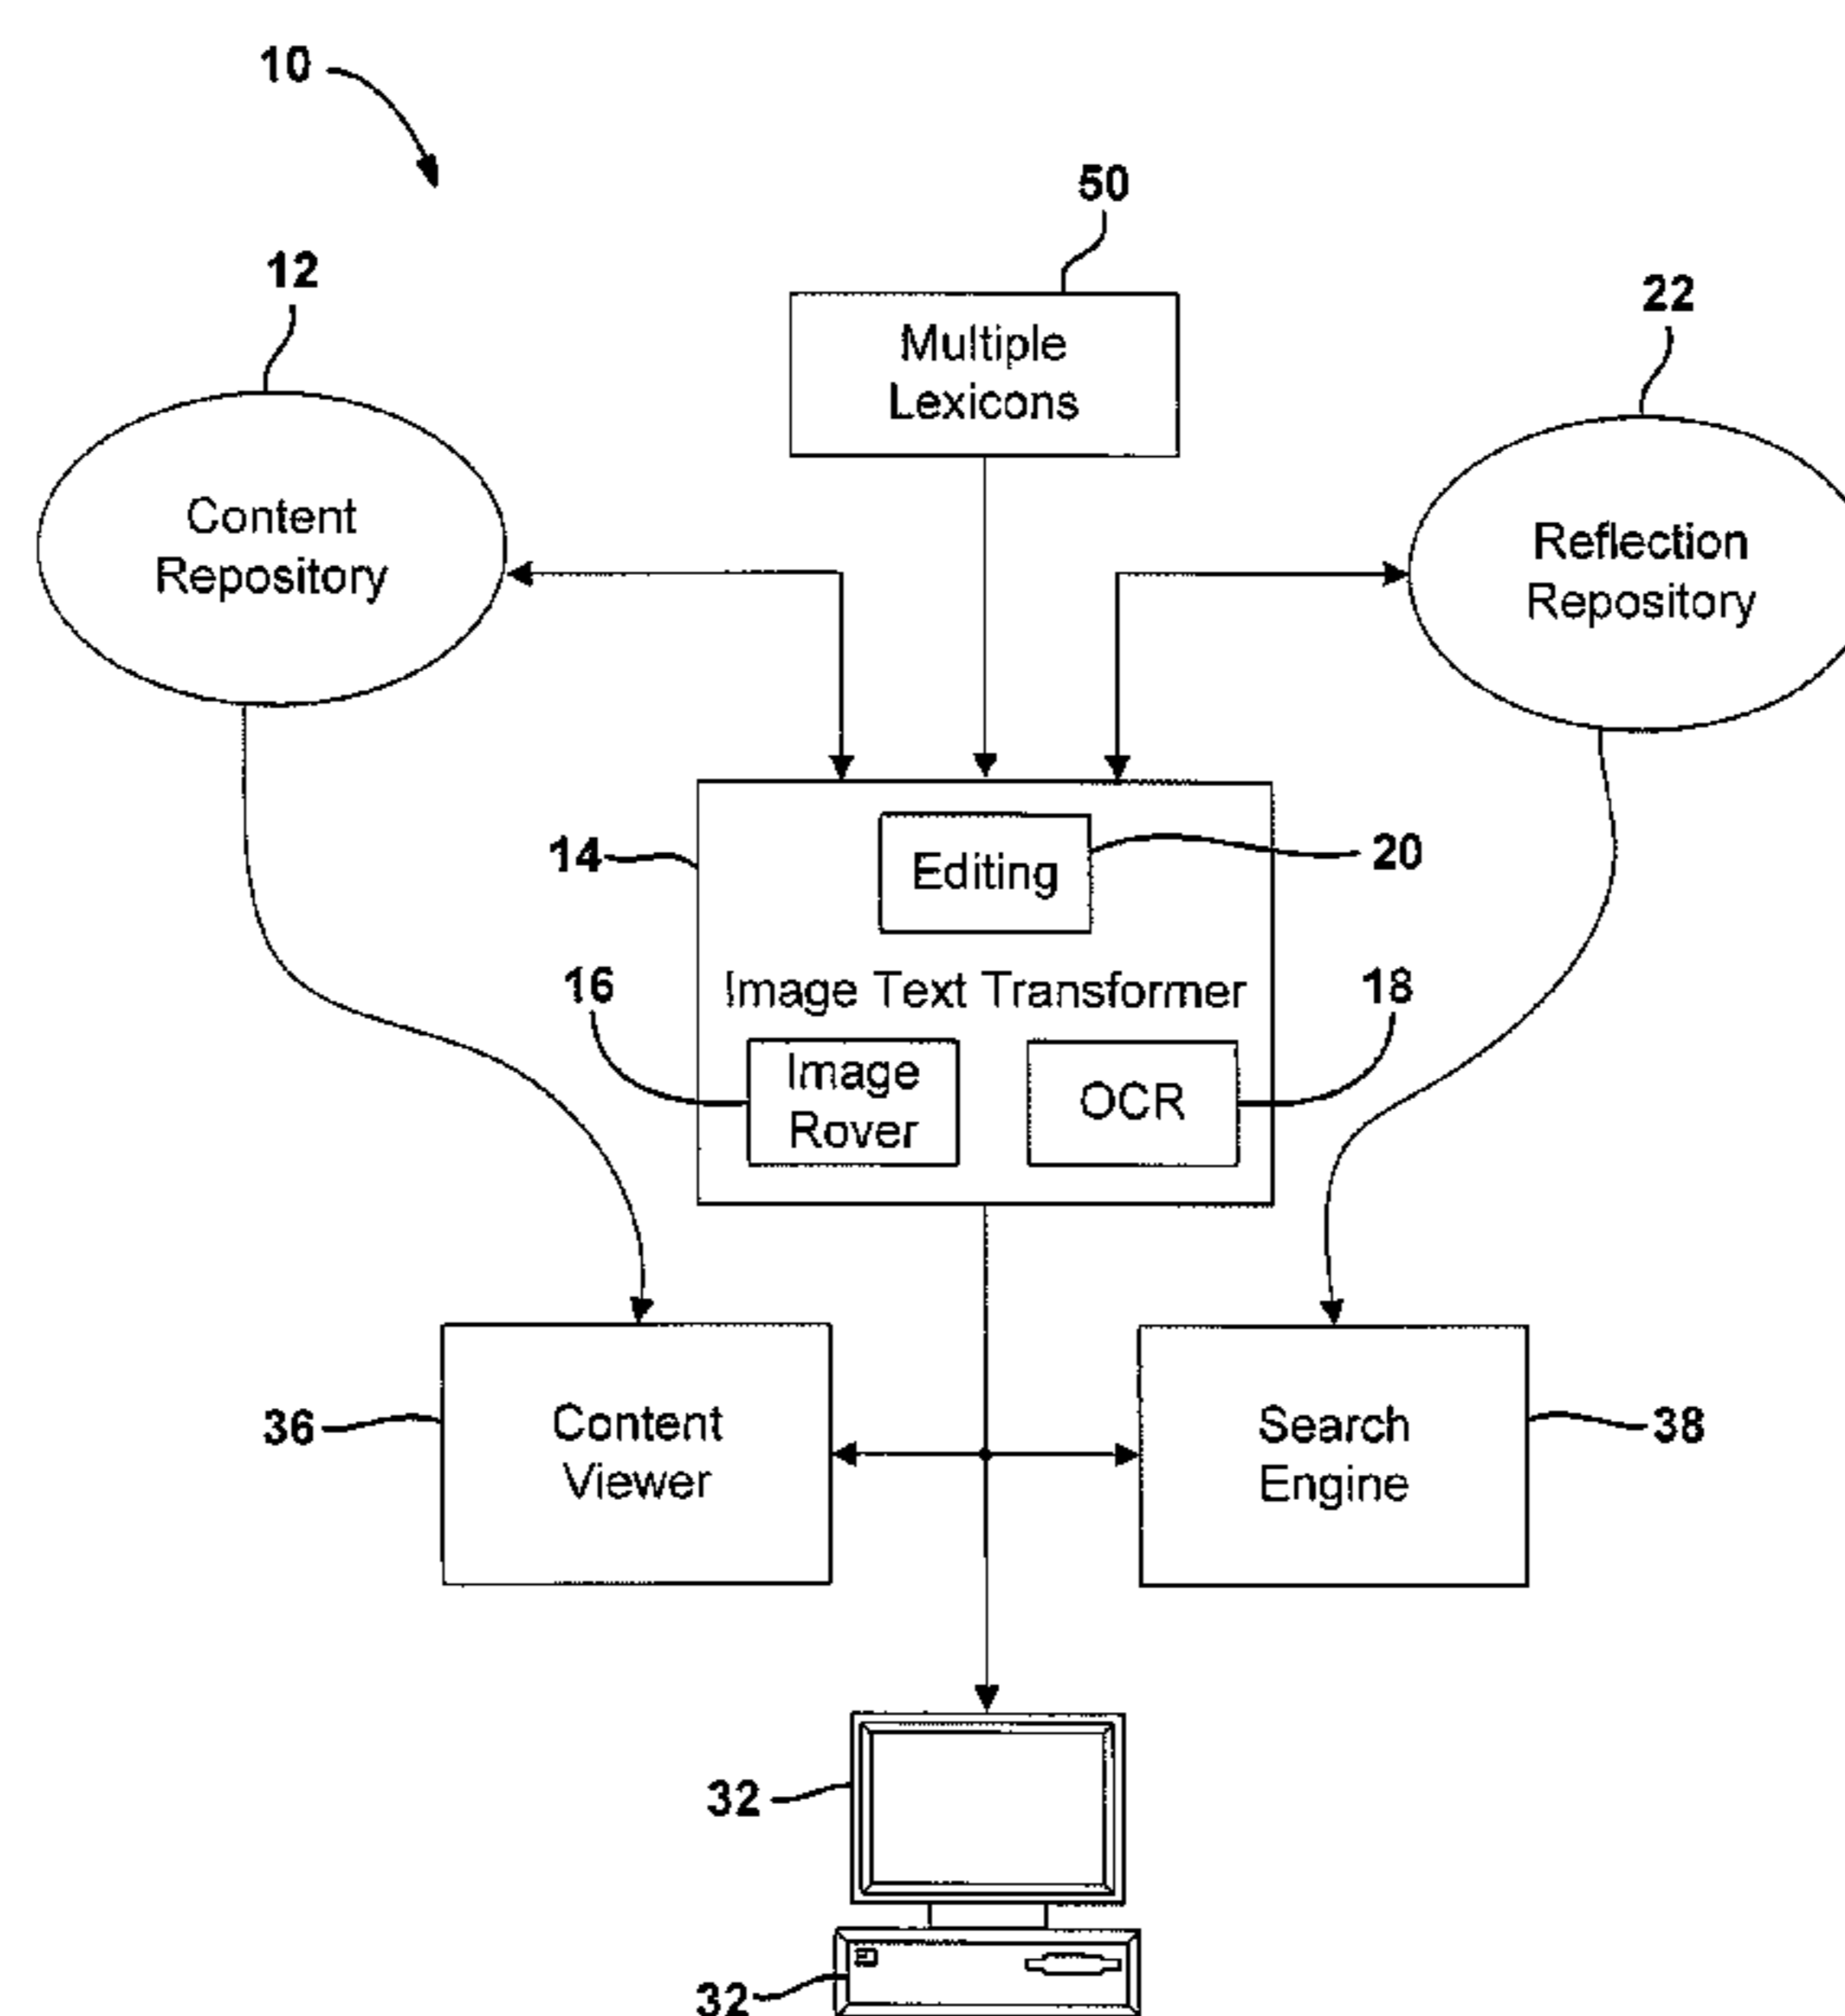 10
50
12
22
Multiple
Lexicons
Content
Repository
Reflection
Repository
14
Editing
20
16
Image Text Transformer
18
Image
Rover
OCR
36
Content
Viewer
Search
Engine
38
32
32